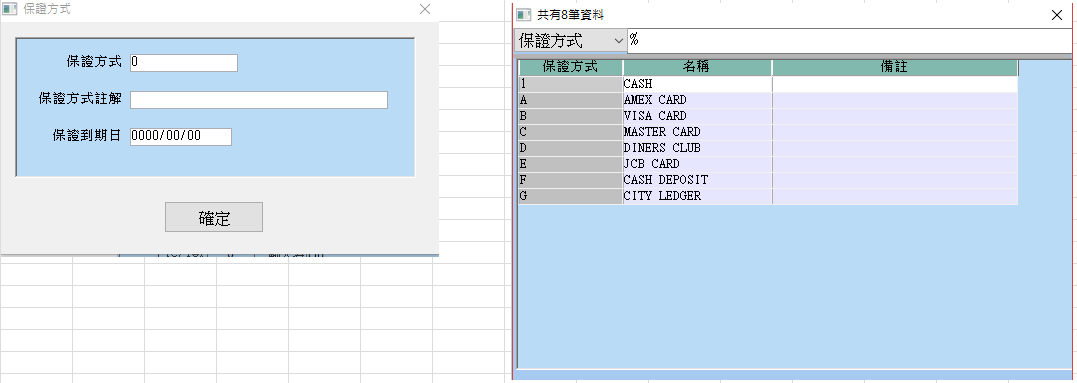 保證方式
保證方式 0
保證方式註解
保證到期日 0000/00/00
確定
共有8筆資料
保證方式 %
保證方式 名稱 備註
1 CASH
A AMEX CARD
B VISA CARD
C MASTER CARD
D DINERS CLUB
E JCB CARD
F CASH DEPOSIT
G CITY LEDGER